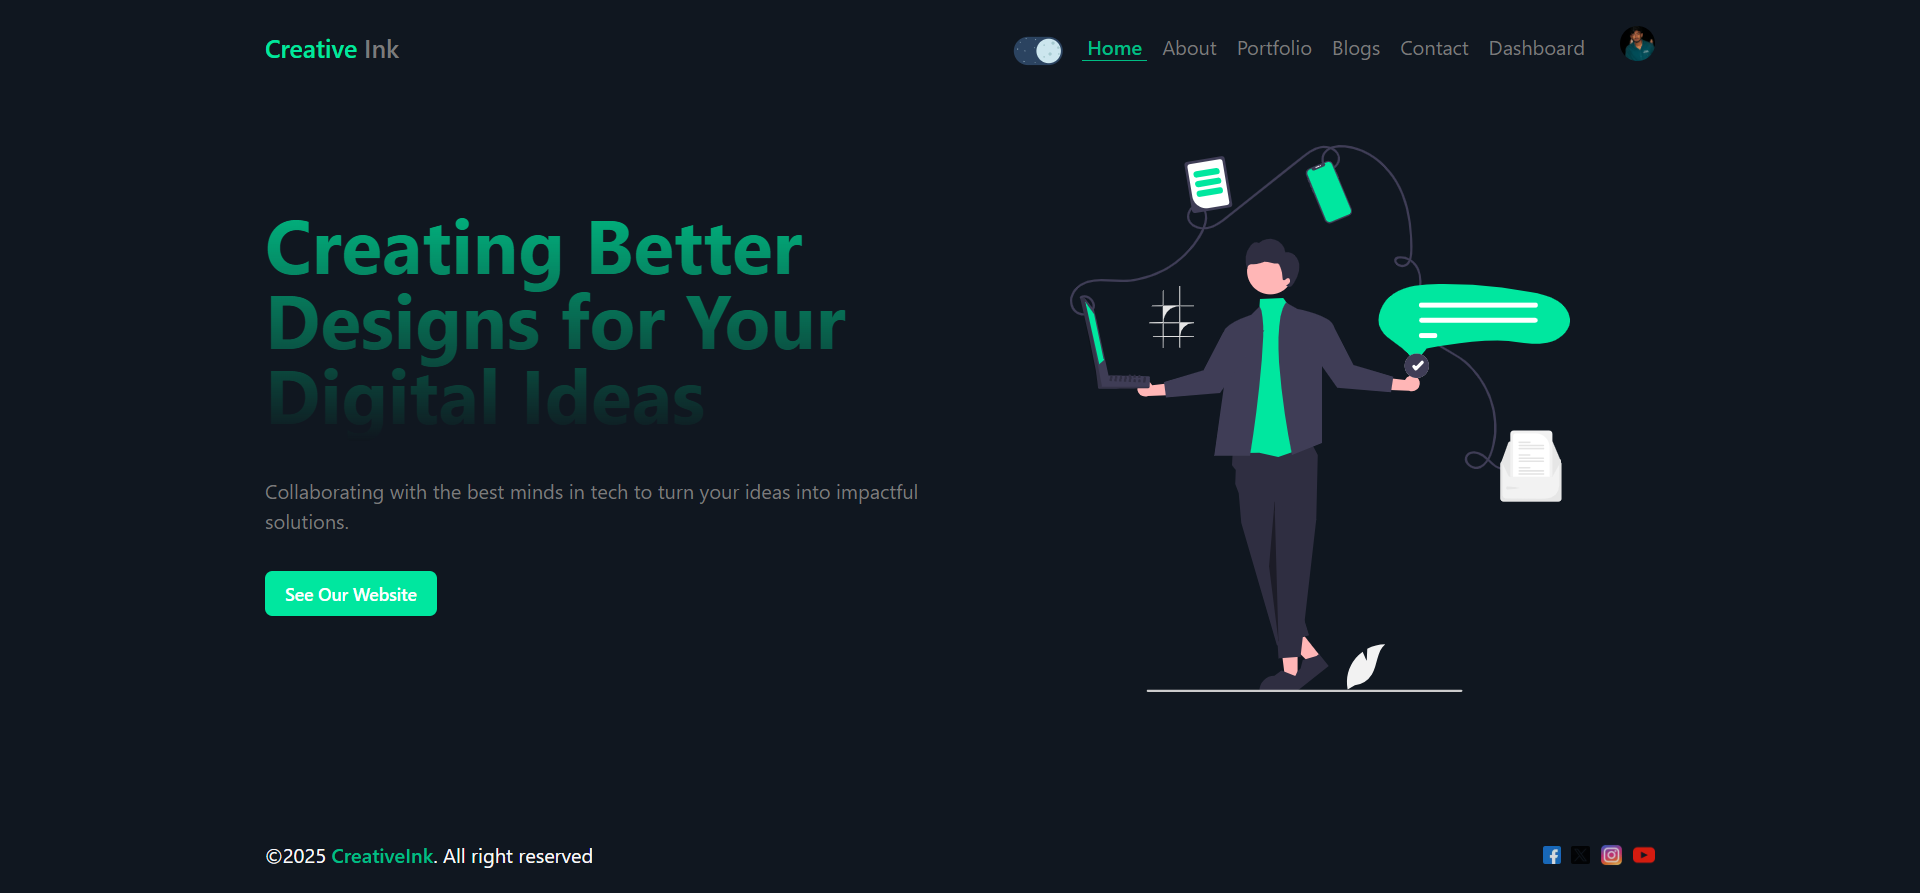 Creative Ink
Home About Portfolio Blogs Contact Dashboard
Creating Better
Designs for Your
Digital Ideas
Collaborating with the best minds in tech to turn your ideas into impactful
solutions.
See Our Website
©2025 CreativeInk. All right reserved